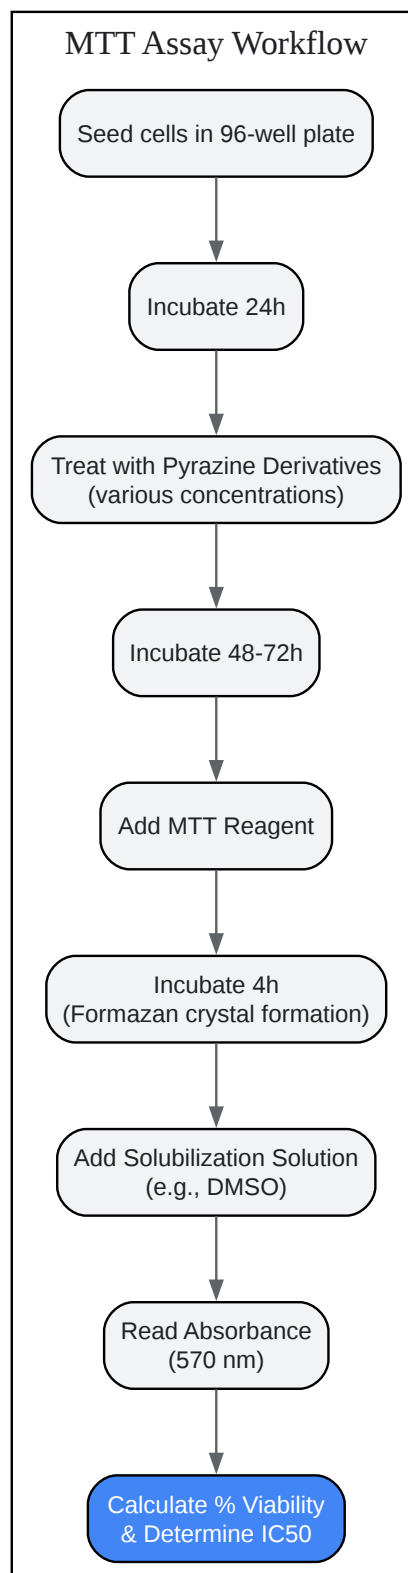 MTT Assay Workflow
Seed cells in 96-well plate
Incubate 24h
Treat with Pyrazine Derivatives
(various concentrations)
Incubate 48-72h
Add MTT Reagent
Incubate 4h
(Formazan crystal formation)
Add Solubilization Solution
(e.g., DMSO)
Read Absorbance
(570 nm)
Calculate % Viability
& Determine IC50